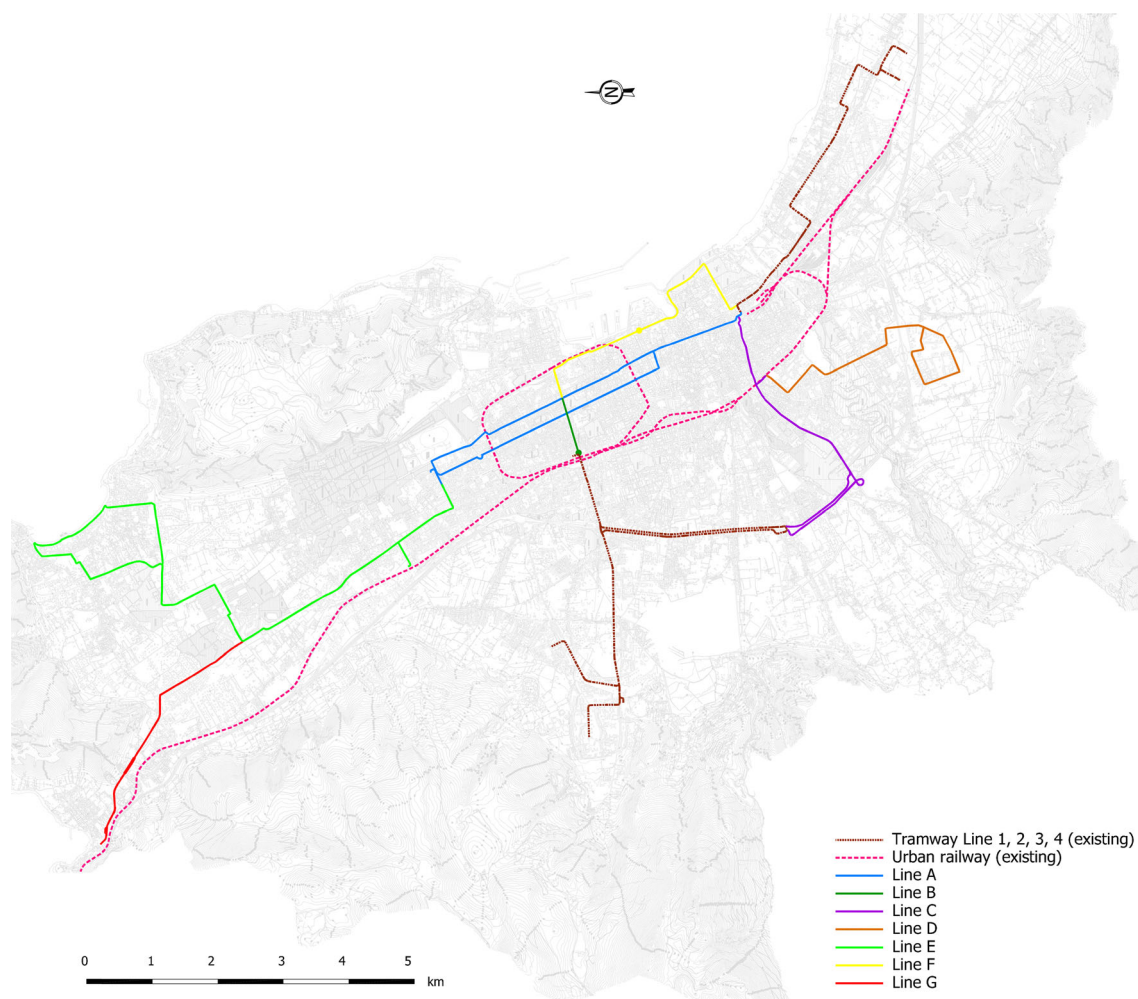 N
Tramway Line 1, 2, 3, 4 (existing)
Urban railway (existing)
Line A
Line B
Line C
Line D
Line E
Line F
Line G
0 1 2 3 4 5
km